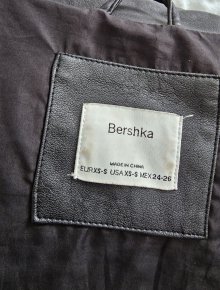 Bershka
MADE IN CHINA
EUR XS-S USA XS-S MEX 24-26